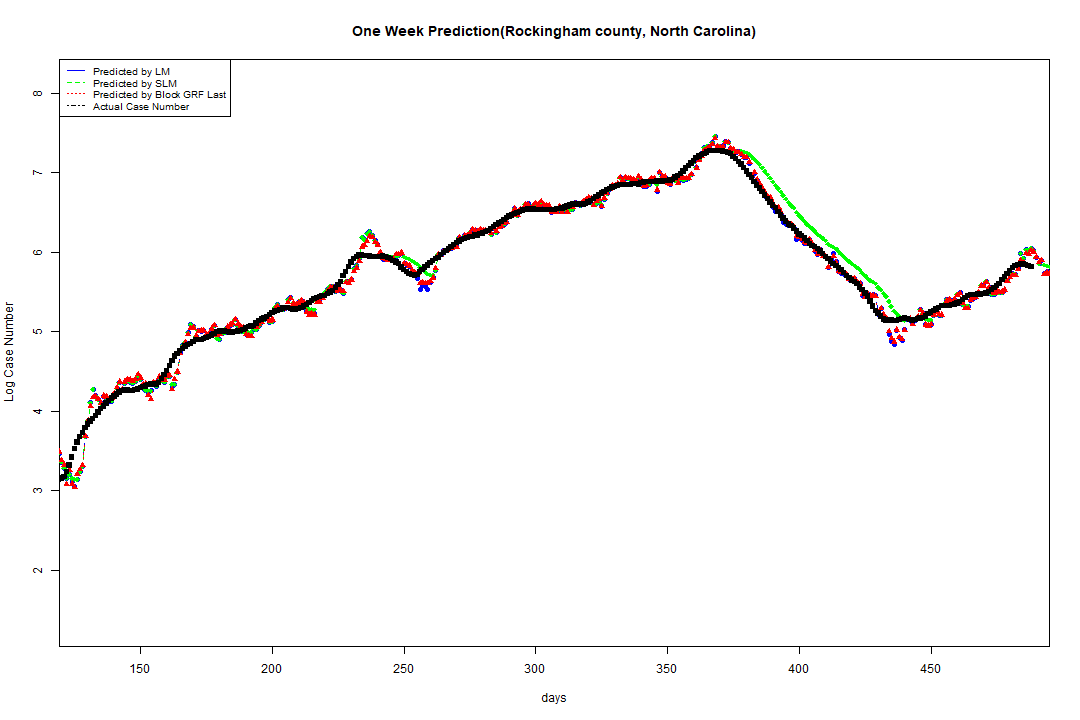 One Week Prediction(Rockingham county, North Carolina)
Predicted by LM
Predicted by SLM
Predicted by Block GRF Last
Actual Case Number
Log Case Number
8
7
6
5
4
3
2
150 200 250 300 350 400 450
days